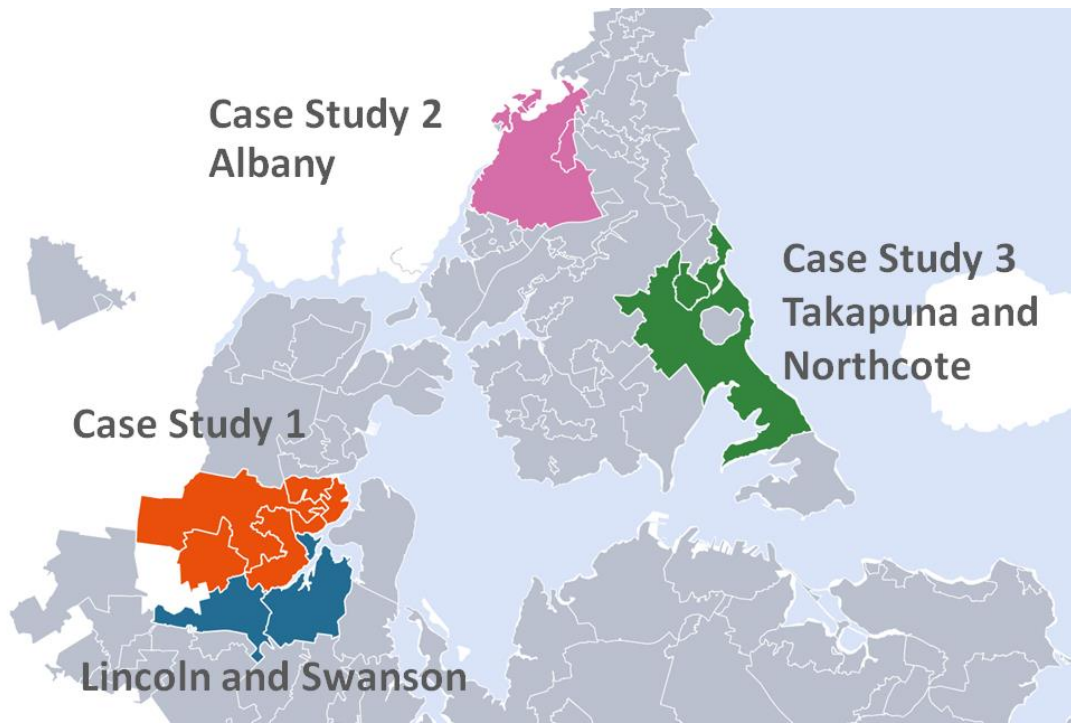 Case Study 2
Albany
Case Study 3
Takapuna and
Northcote
Case Study 1
Lincoln and Swanson